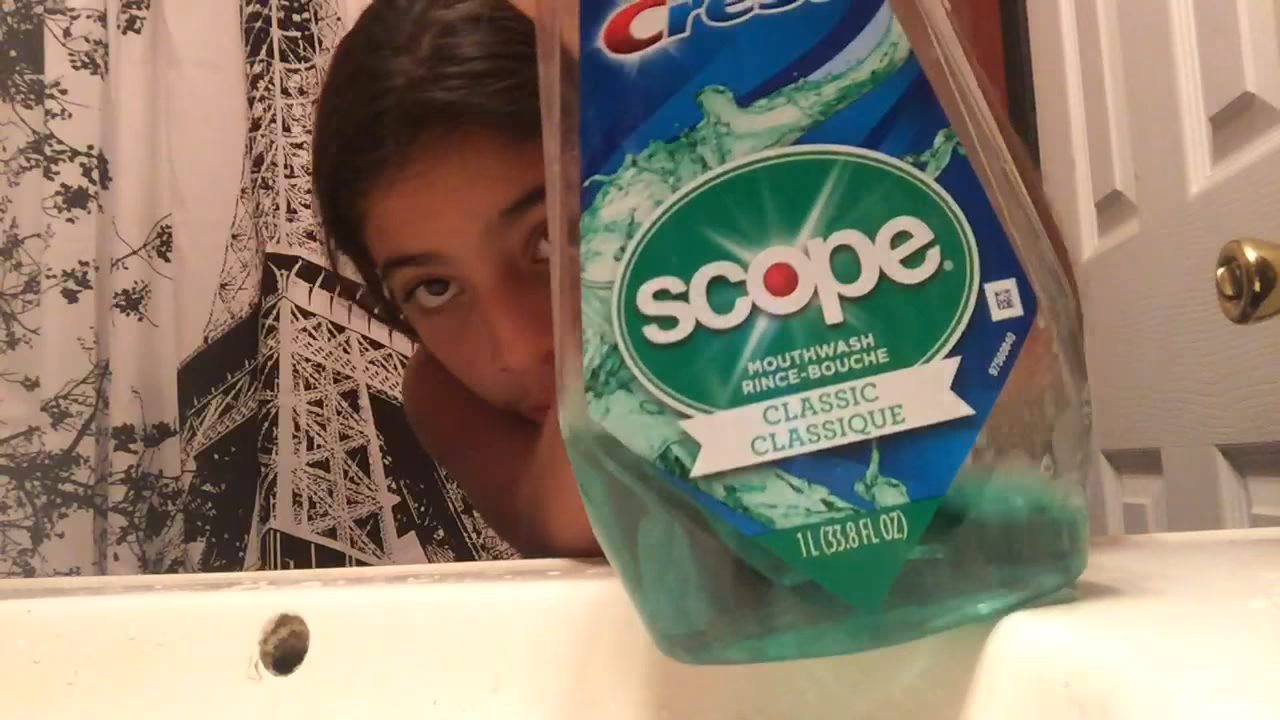 Crest
scope
MOUTHWASH
RINCE-BOUCHE
CLASSIC
CLASSIQUE
1 L (33.8 FL OZ)